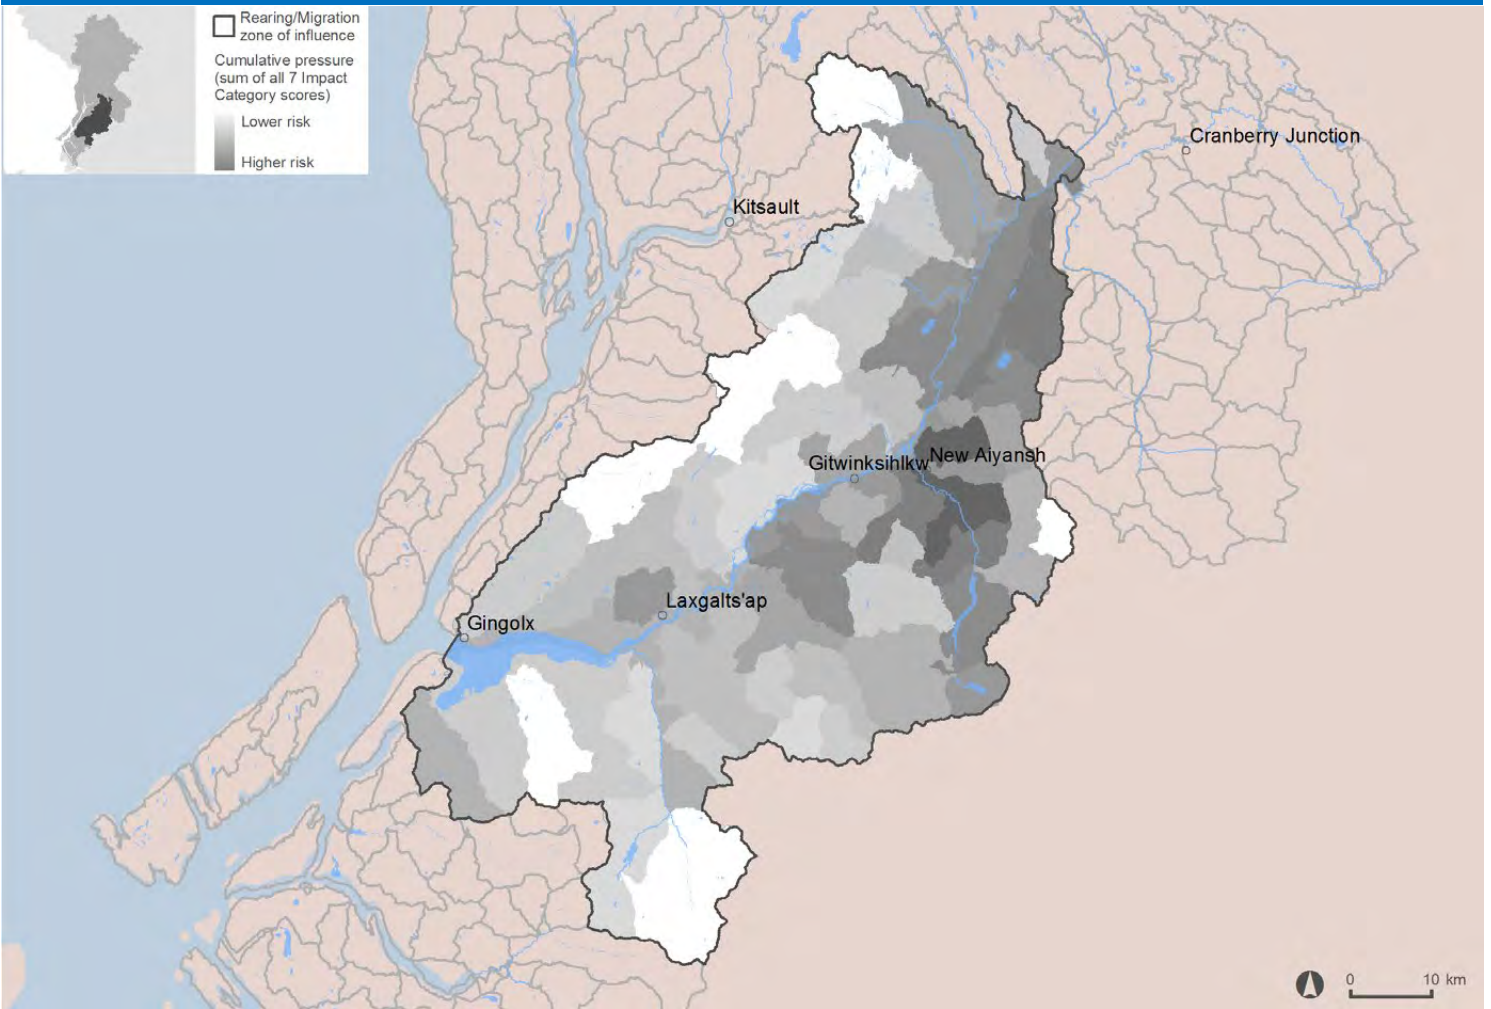 Rearing/Migration
zone of influence
Cumulative pressure
(sum of all 7 Impact
Category scores)
Lower risk
Higher risk
Cranberry Junction
Kitsault
Gitwinksihlkw
New Aiyansh
Laxgalts'ap
Gingolx
0 10 km